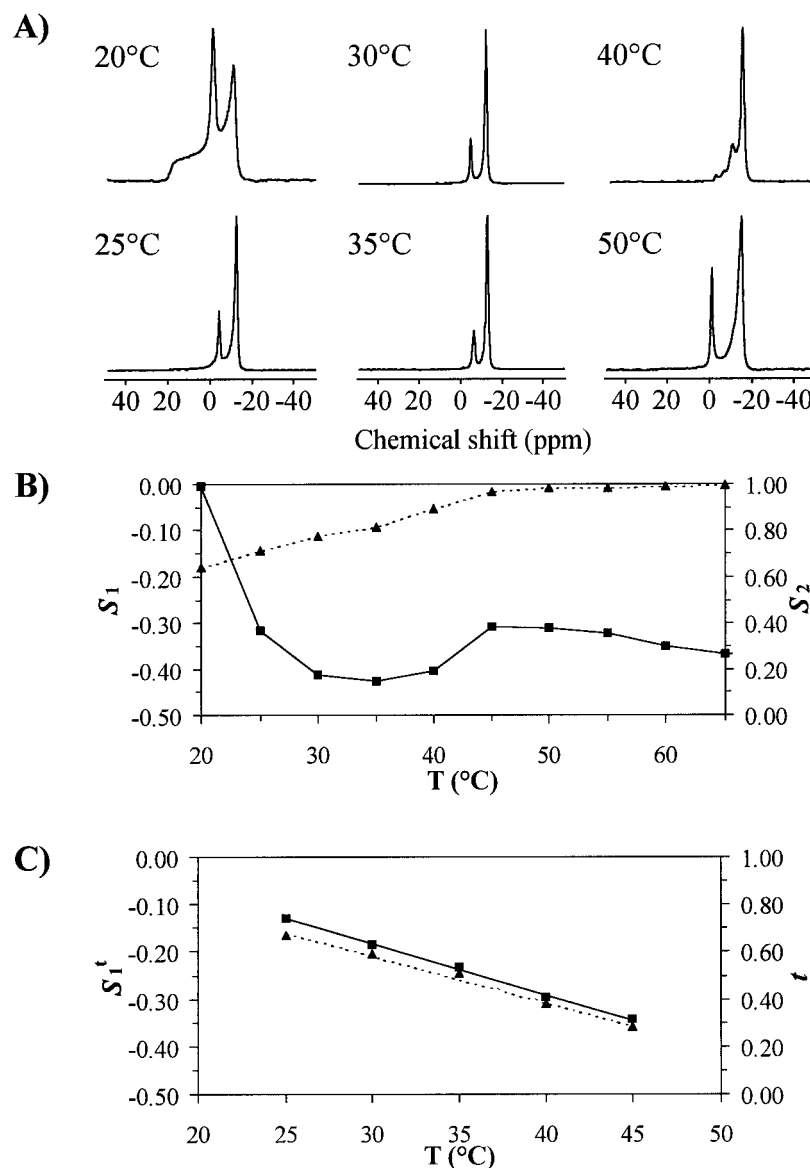 A)
20°C 30°C 40°C
25°C 35°C 50°C
40 20 0 -20 -40 40 20 0 -20 -40 40 20 0 -20 -40
Chemical shift (ppm)
B)
0.00 1.00
-0.10 0.80
-0.20 0.60
-0.30 0.40
-0.40 0.20
-0.50 0.00
S1 S2
20 30 40 50 60
T (°C)
C)
0.00 1.00
-0.10 0.80
-0.20 0.60
-0.30 0.40
-0.40 0.20
-0.50 0.00
S1t t
20 25 30 35 40 45 50
T (°C)